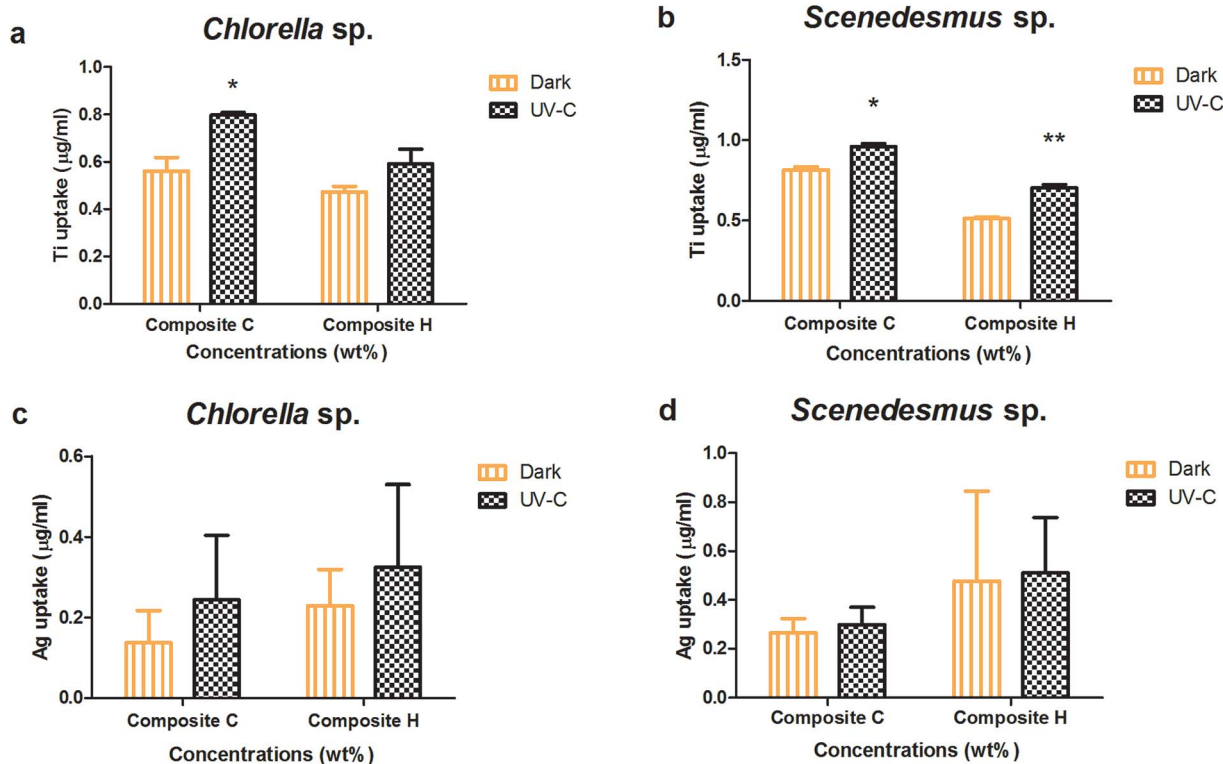 a
Chlorella sp.
1.0
0.8
0.6
0.4
0.2
0.0
Ti uptake (µg/ml)
*
Dark
UV-C
Composite C
Composite H
Concentrations (wt%)
b
Scenedesmus sp.
1.5
1.0
0.5
0.0
Ti uptake (µg/ml)
*
**
Dark
UV-C
Composite C
Composite H
Concentrations (wt%)
c
Chlorella sp.
0.6
0.4
0.2
0.0
Ag uptake (µg/ml)
Dark
UV-C
Composite C
Composite H
Concentrations (wt%)
d
Scenedesmus sp.
1.0
0.8
0.6
0.4
0.2
0.0
Ag uptake (µg/ml)
Dark
UV-C
Composite C
Composite H
Concentrations (wt%)